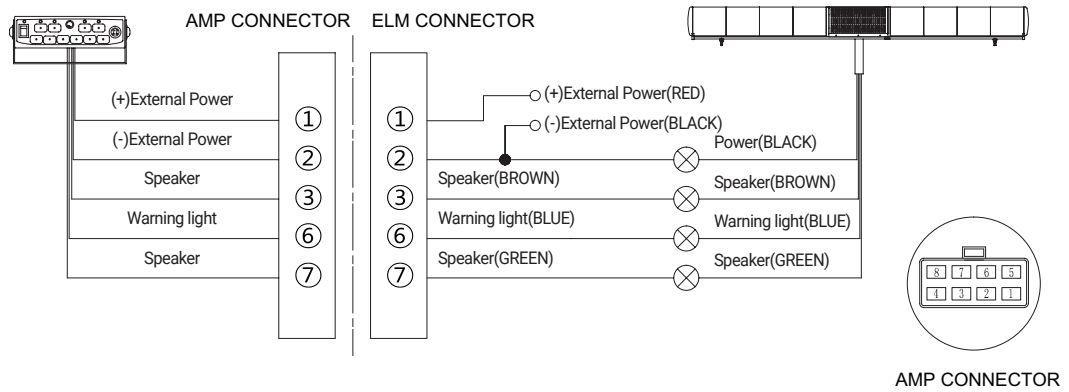 AMP CONNECTOR ELM CONNECTOR
(+)External Power
(-)External Power
Speaker
Warning light
Speaker
①
②
③
⑥
⑦
①
②
③
⑥
⑦
(+)External Power(RED)
(-)External Power(BLACK)
Power(BLACK)
Speaker(BROWN)
Speaker(BROWN)
Warning light(BLUE)
Warning light(BLUE)
Speaker(GREEN)
Speaker(GREEN)
8 7 6 5
4 3 2 1
AMP CONNECTOR